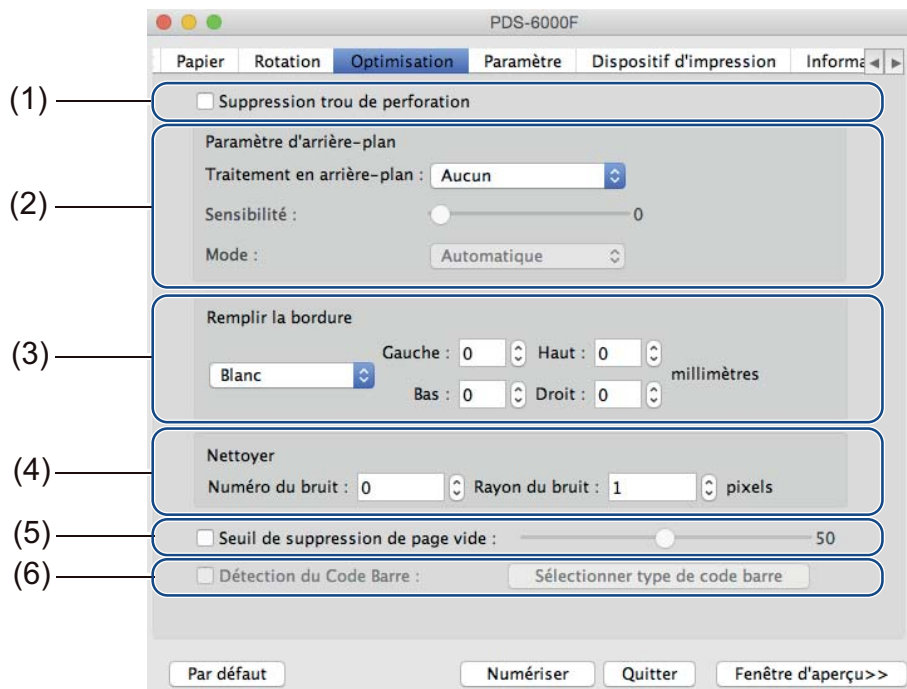 PDS-6000F
Papier Rotation Optimisation Paramètre Dispositif d'impression Informa
(1) Suppression trou de perforation
(2) Paramètre d'arrière-plan
Traitement en arrière-plan : Aucun
Sensibilité : 0
Mode : Automatique
(3) Remplir la bordure
Gauche : 0 Haut : 0
Blanc millimètres
Bas : 0 Droit : 0
(4) Nettoyer
Numéro du bruit : 0 Rayon du bruit : 1 pixels
(5) Seuil de suppression de page vide : 50
(6) Détection du Code Barre : Sélectionner type de code barre
Par défaut Numériser Quitter Fenêtre d'aperçu>>